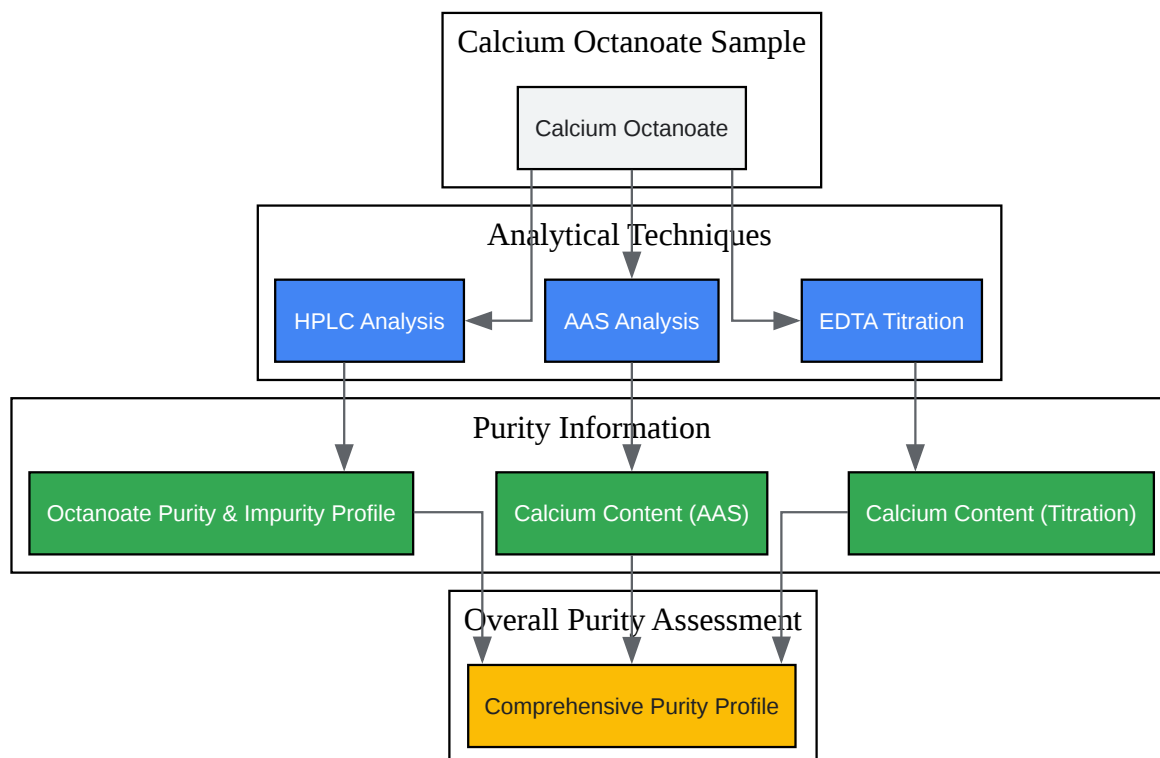 Calcium Octanoate Sample
Calcium Octanoate
Analytical Techniques
HPLC Analysis
AAS Analysis
EDTA Titration
Purity Information
Octanoate Purity & Impurity Profile
Calcium Content (AAS)
Calcium Content (Titration)
Overall Purity Assessment
Comprehensive Purity Profile